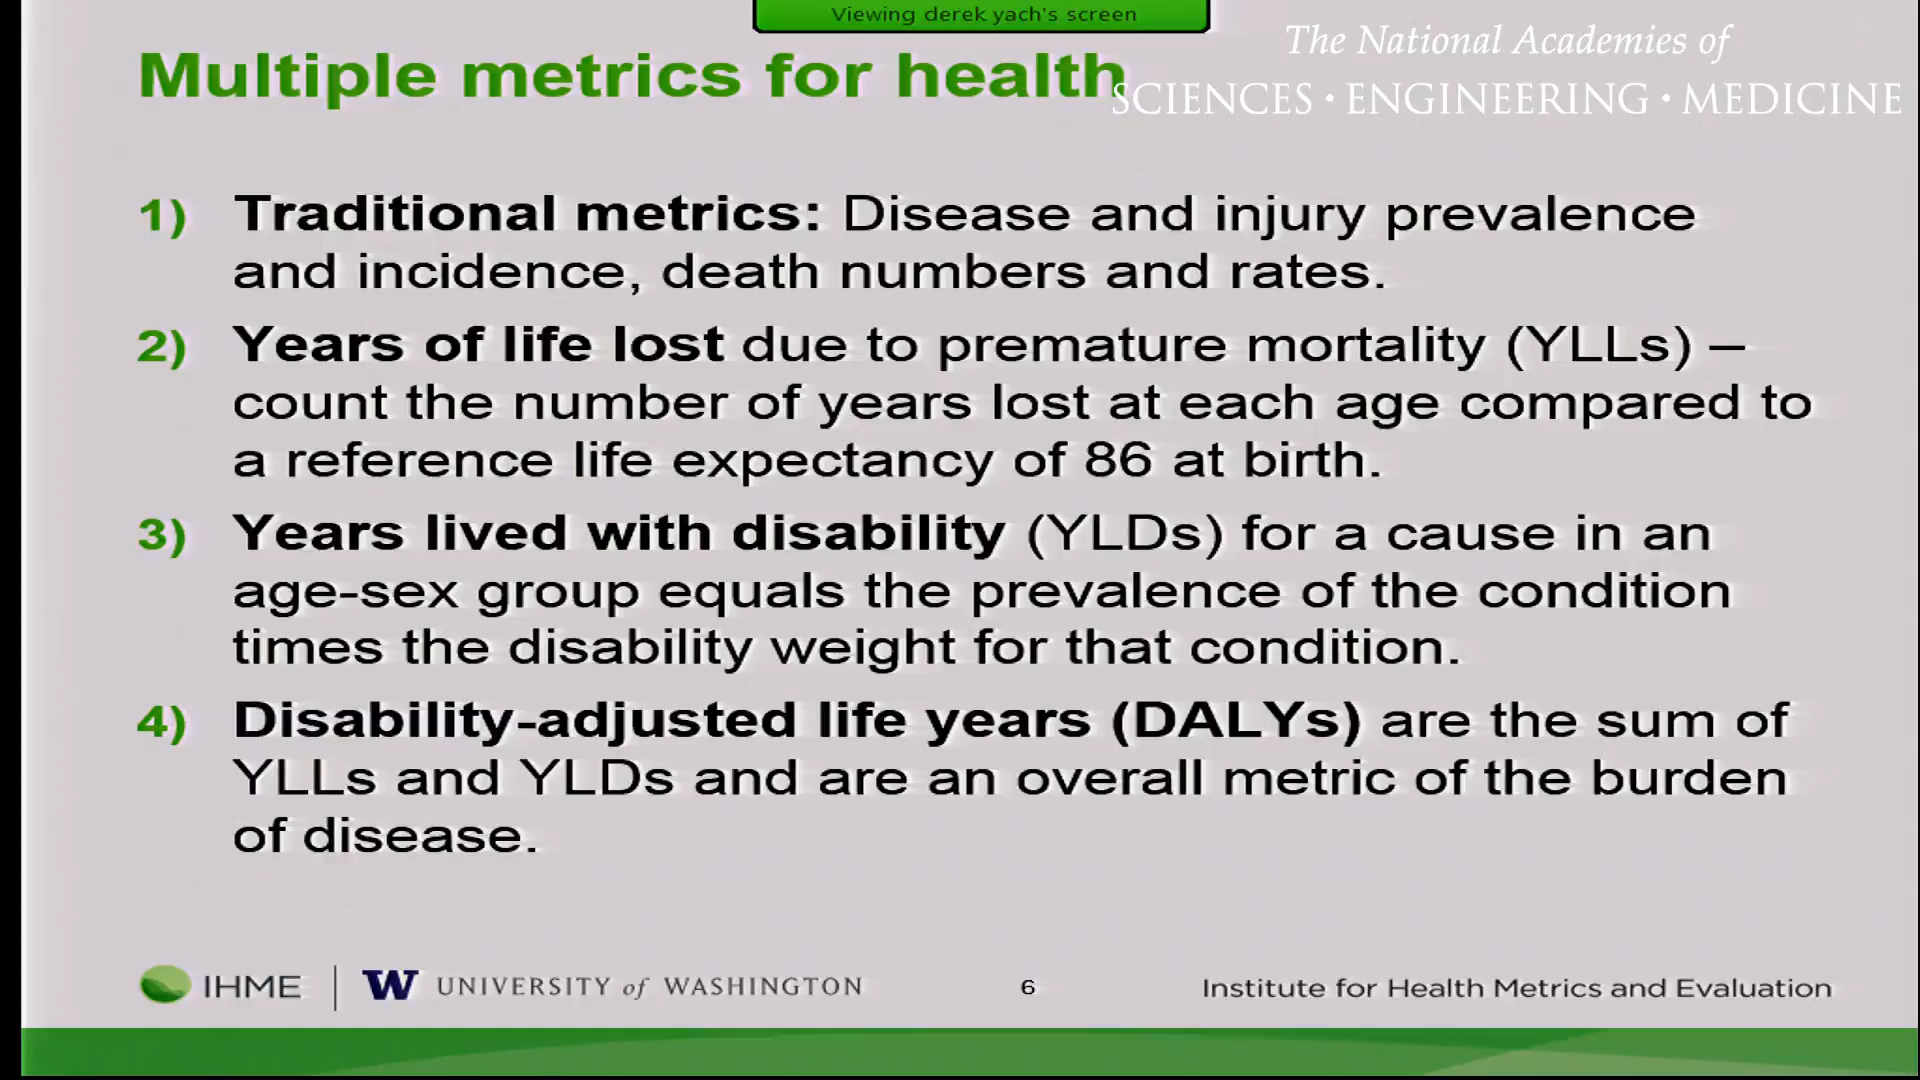 Viewing derek yach's screen
The National Academies of
SCIENCES · ENGINEERING · MEDICINE
Multiple metrics for health
1) Traditional metrics: Disease and injury prevalence
and incidence, death numbers and rates.
2) Years of life lost due to premature mortality (YLLs) –
count the number of years lost at each age compared to
a reference life expectancy of 86 at birth.
3) Years lived with disability (YLDs) for a cause in an
age-sex group equals the prevalence of the condition
times the disability weight for that condition.
4) Disability-adjusted life years (DALYs) are the sum of
YLLs and YLDs and are an overall metric of the burden
of disease.
IHME | W UNIVERSITY of WASHINGTON 6 Institute for Health Metrics and Evaluation